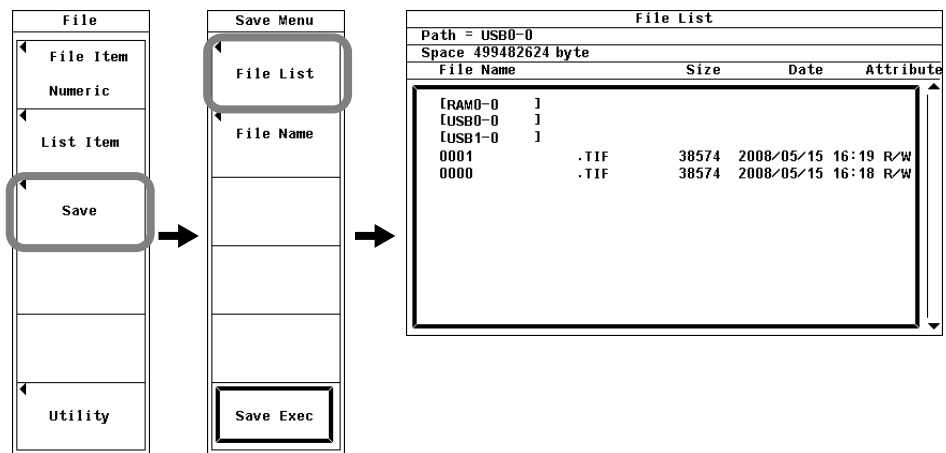 File
File Item
Numeric
List Item
Save
Utility
Save Menu
File List
File Name
Save Exec
File List
Path = USB0-0
Space 499482624 byte
File Name Size Date Attribute
[RAM0-0 ]
[USB0-0 ]
[USB1-0 ]
0001 .TIF 38574 2008/05/15 16:19 R/W
0000 .TIF 38574 2008/05/15 16:18 R/W